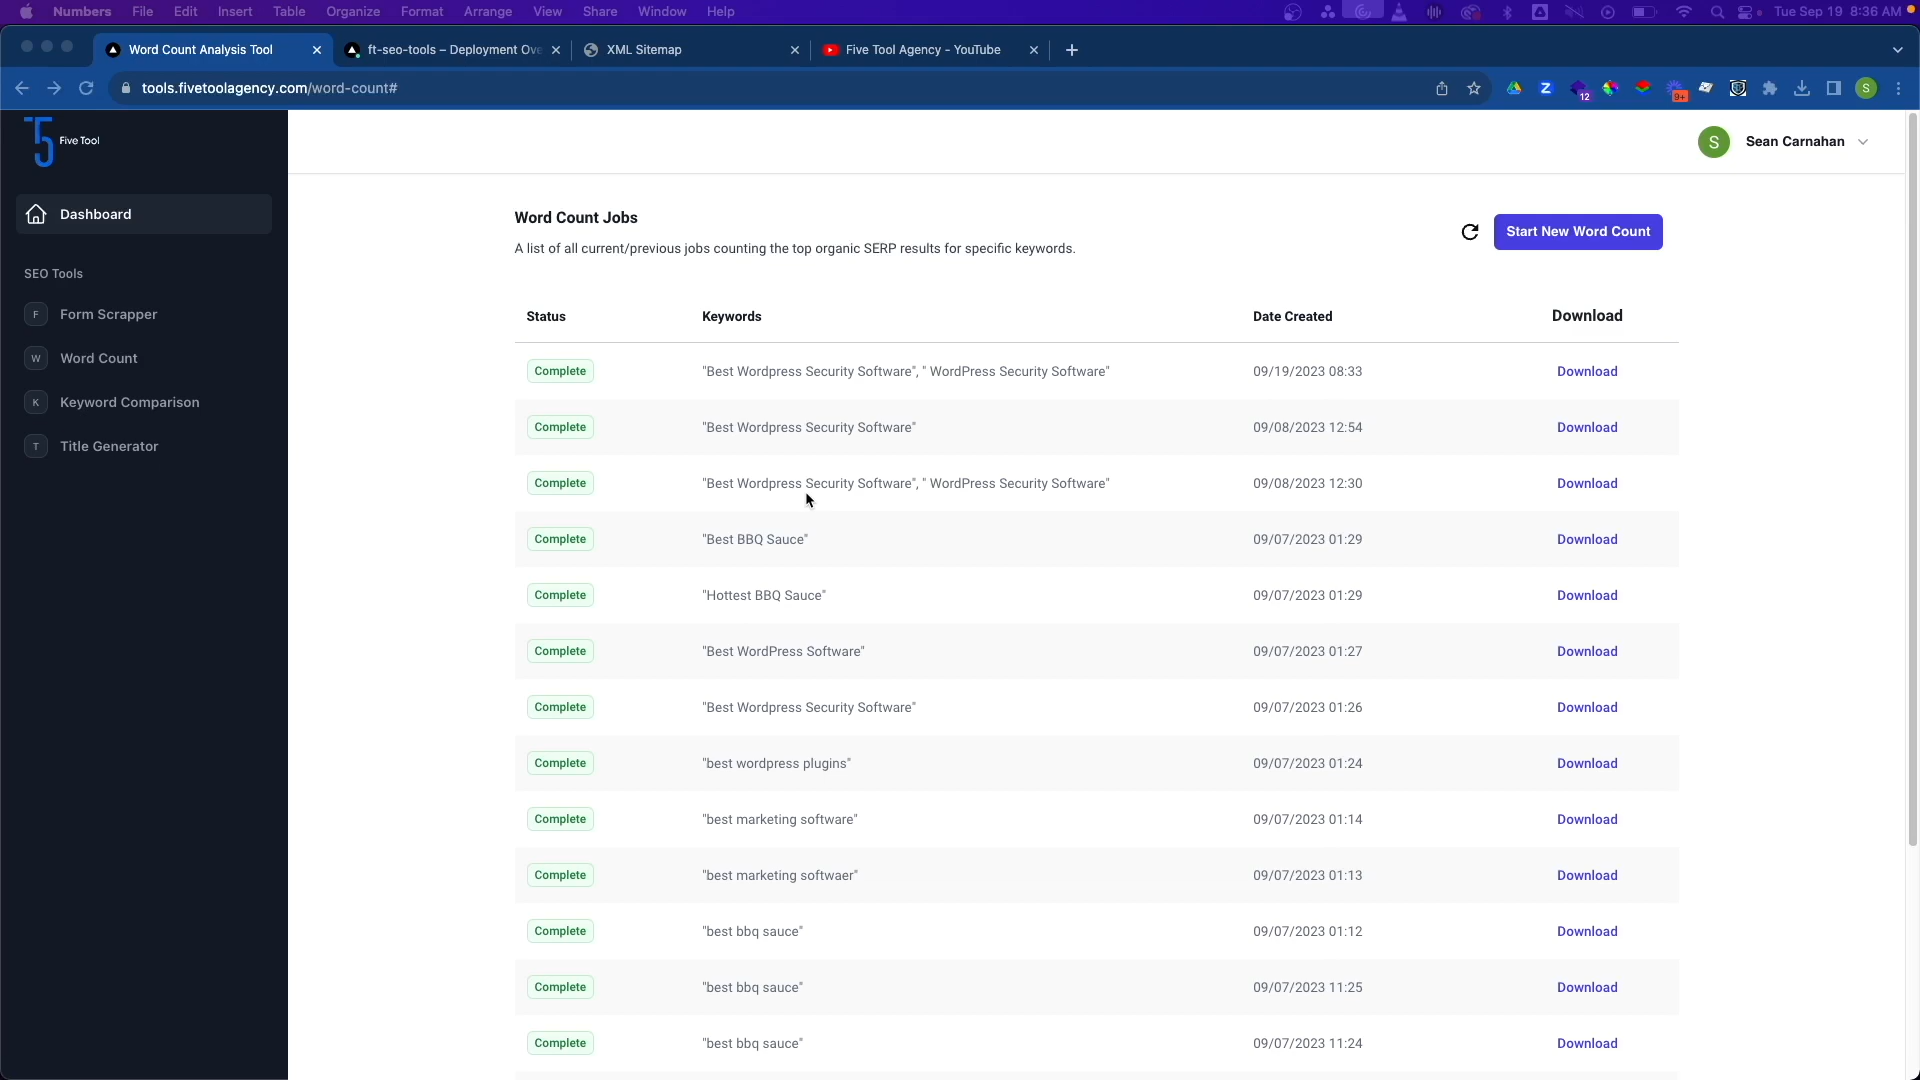 Numbers File Edit Insert Table Organize Format Arrange View Share Window Help Tue Sep 19 8:36 AM
Word Count Analysis Tool ft-seo-tools – Deployment Ove XML Sitemap Five Tool Agency - YouTube
tools.fivetoolagency.com/word-count#
Z 12 9+ S
Five Tool
S Sean Carnahan
Dashboard
SEO Tools
F Form Scrapper
W Word Count
K Keyword Comparison
T Title Generator
Word Count Jobs
A list of all current/previous jobs counting the top organic SERP results for specific keywords.
Start New Word Count
Status Keywords Date Created Download
Complete "Best Wordpress Security Software", " WordPress Security Software" 09/19/2023 08:33 Download
Complete "Best Wordpress Security Software" 09/08/2023 12:54 Download
Complete "Best Wordpress Security Software", " WordPress Security Software" 09/08/2023 12:30 Download
Complete "Best BBQ Sauce" 09/07/2023 01:29 Download
Complete "Hottest BBQ Sauce" 09/07/2023 01:29 Download
Complete "Best WordPress Software" 09/07/2023 01:27 Download
Complete "Best Wordpress Security Software" 09/07/2023 01:26 Download
Complete "best wordpress plugins" 09/07/2023 01:24 Download
Complete "best marketing software" 09/07/2023 01:14 Download
Complete "best marketing softwaer" 09/07/2023 01:13 Download
Complete "best bbq sauce" 09/07/2023 01:12 Download
Complete "best bbq sauce" 09/07/2023 11:25 Download
Complete "best bbq sauce" 09/07/2023 11:24 Download